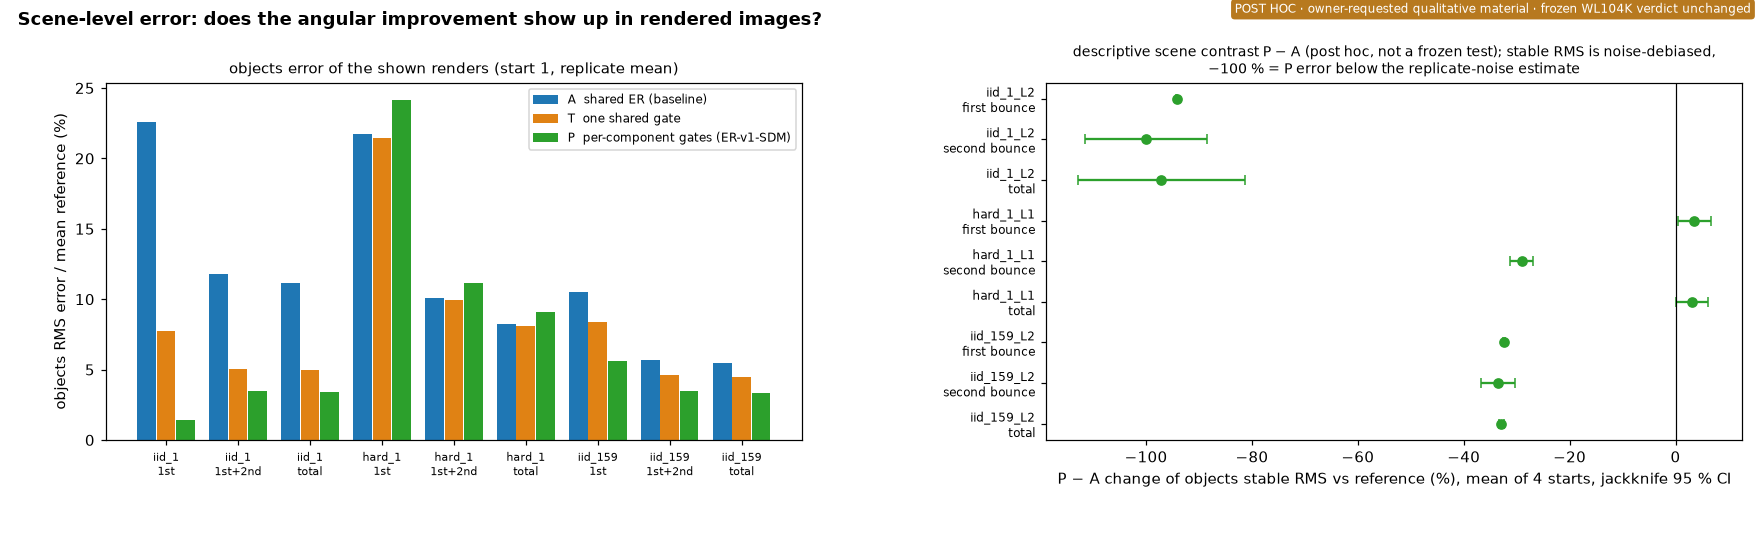 Scene-level error: does the angular improvement show up in rendered images?
POST HOC · owner-requested qualitative material · frozen WL104K verdict unchanged
objects error of the shown renders (start 1, replicate mean)
objects RMS error / mean reference (%)
25
20
15
10
5
0
A shared ER (baseline)
T one shared gate
P per-component gates (ER-v1-SDM)
iid_1
1st
iid_1
1st+2nd
iid_1
total
hard_1
1st
hard_1
1st+2nd
hard_1
total
iid_159
1st
iid_159
1st+2nd
iid_159
total
descriptive scene contrast P − A (post hoc, not a frozen test); stable RMS is noise-debiased,
−100 % = P error below the replicate-noise estimate
iid_1_L2
first bounce
iid_1_L2
second bounce
iid_1_L2
total
hard_1_L1
first bounce
hard_1_L1
second bounce
hard_1_L1
total
iid_159_L2
first bounce
iid_159_L2
second bounce
iid_159_L2
total
−100 −80 −60 −40 −20 0
P − A change of objects stable RMS vs reference (%), mean of 4 starts, jackknife 95 % CI